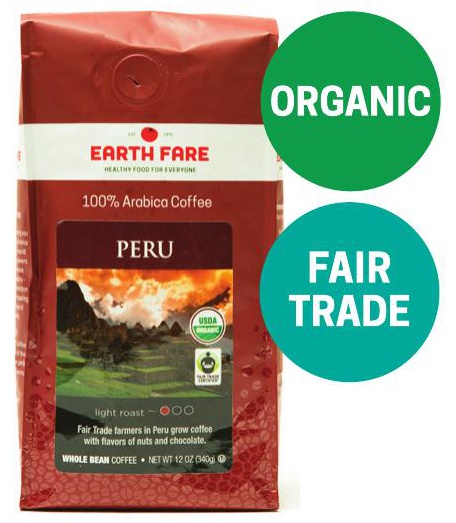 EST 1975
EARTH FARE
HEALTHY FOOD FOR EVERYONE
100% Arabica Coffee
PERU
USDA
ORGANIC
FAIR TRADE
CERTIFIED
light roast
Fair Trade farmers in Peru grow coffee
with flavors of nuts and chocolate.
WHOLE BEAN COFFEE • NET WT 12 OZ (340g) U
ORGANIC
FAIR
TRADE